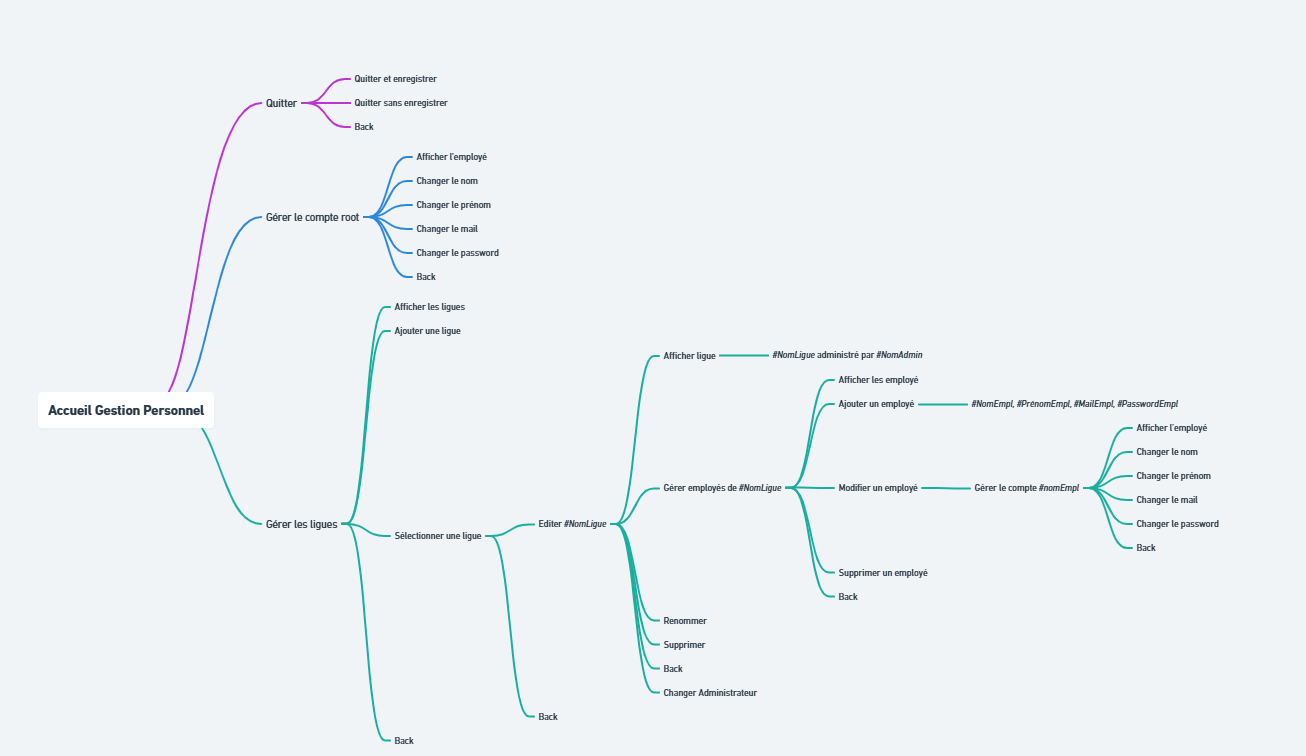 Accueil Gestion Personnel
Quitter
Quitter et enregistrer
Quitter sans enregistrer
Back
Gérer le compte root
Afficher l'employé
Changer le nom
Changer le prénom
Changer le mail
Changer le password
Back
Gérer les ligues
Afficher les ligues
Ajouter une ligue
Sélectionner une ligue
Editer #NomLigue
Afficher ligue
#NomLigue administré par #NomAdmin
Gérer employés de #NomLigue
Afficher les employé
Ajouter un employé
#NomEmpl, #PrénomEmpl, #MailEmpl, #PasswordEmpl
Modifier un employé
Gérer le compte #nomEmpl
Afficher l'employé
Changer le nom
Changer le prénom
Changer le mail
Changer le password
Back
Supprimer un employé
Back
Renommer
Supprimer
Back
Changer Administrateur
Back
Back